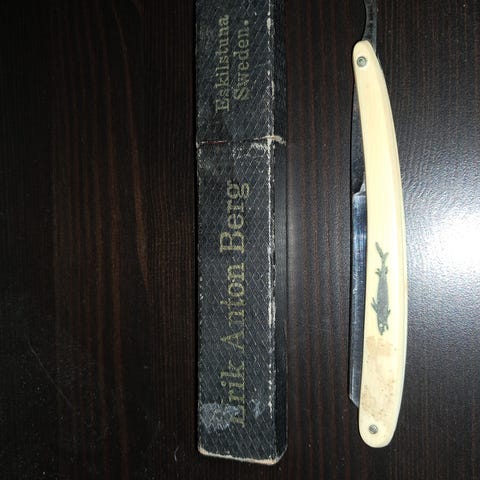 Erik Anton Berg
Eskilstuna
Sweden.